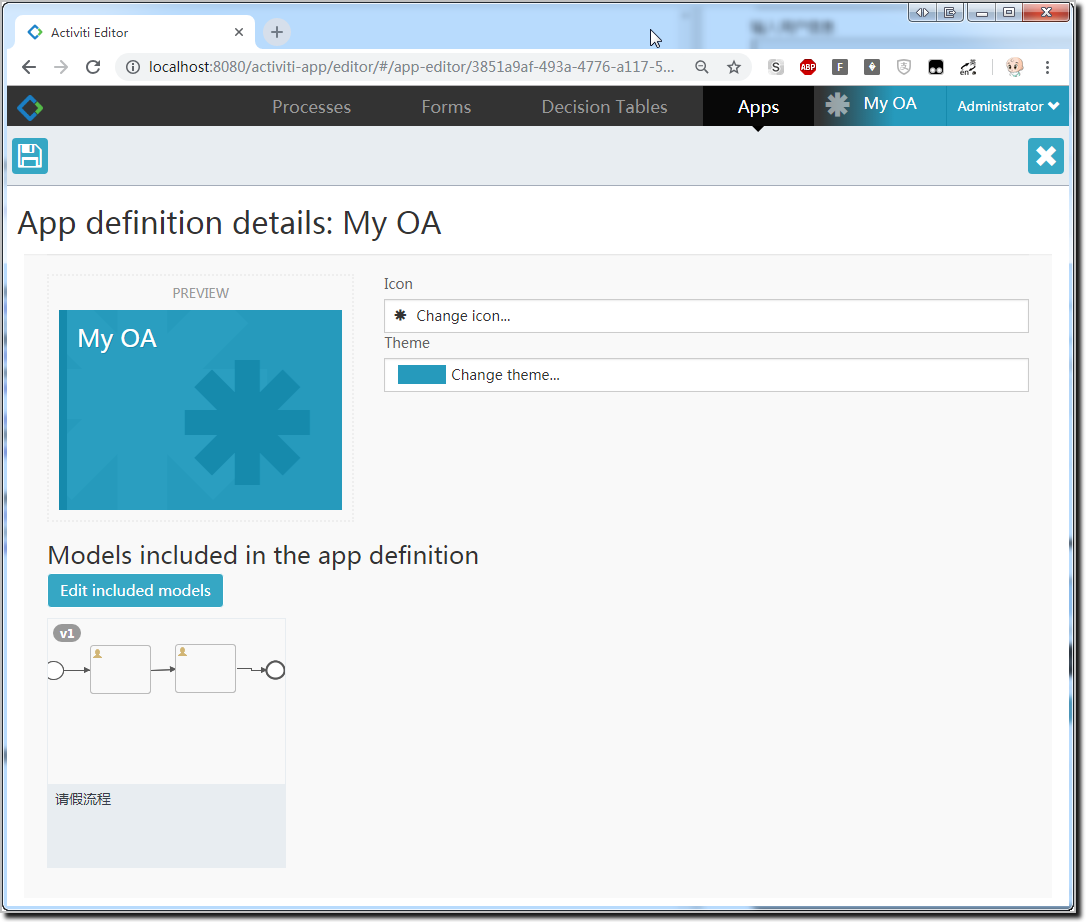 Activiti Editor
localhost:8080/activiti-app/editor/#/app-editor/3851a9af-493a-4776-a117-5...
S ABP F en
Processes Forms Decision Tables Apps My OA Administrator
App definition details: My OA
PREVIEW
My OA
Icon
Change icon...
Theme
Change theme...
Models included in the app definition
Edit included models
v1
请假流程